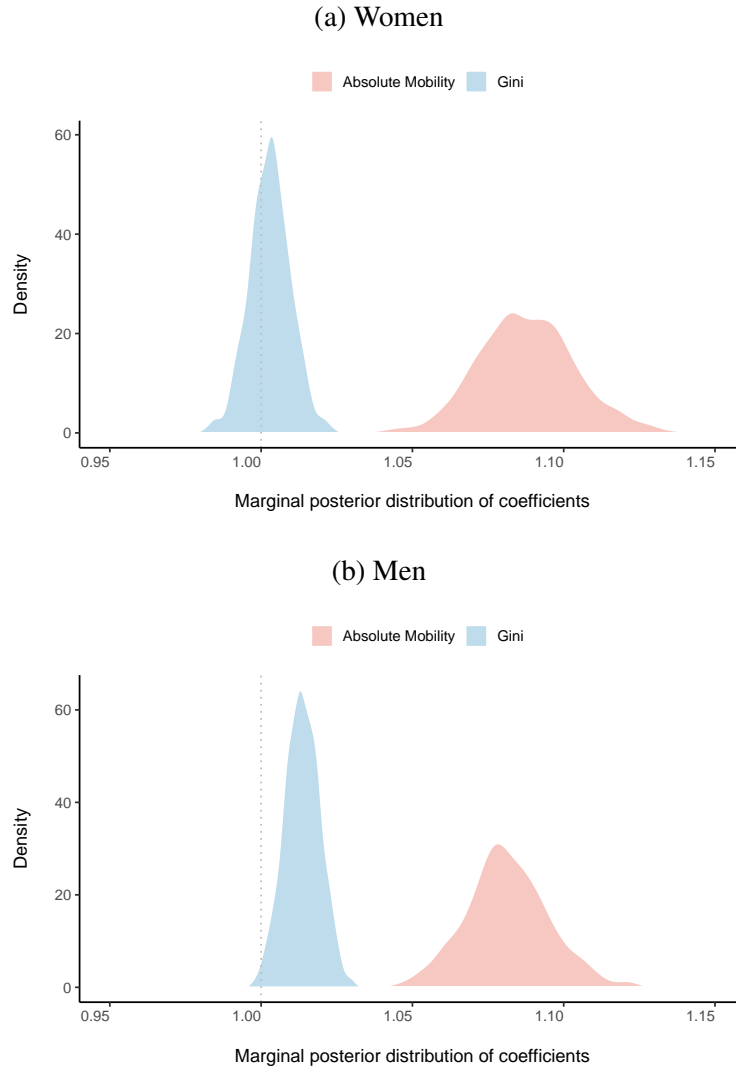 (a) Women
Absolute Mobility Gini
60
40
20
0
Density
0.95 1.00 1.05 1.10 1.15
Marginal posterior distribution of coefficients
(b) Men
Absolute Mobility Gini
60
40
20
0
Density
0.95 1.00 1.05 1.10 1.15
Marginal posterior distribution of coefficients